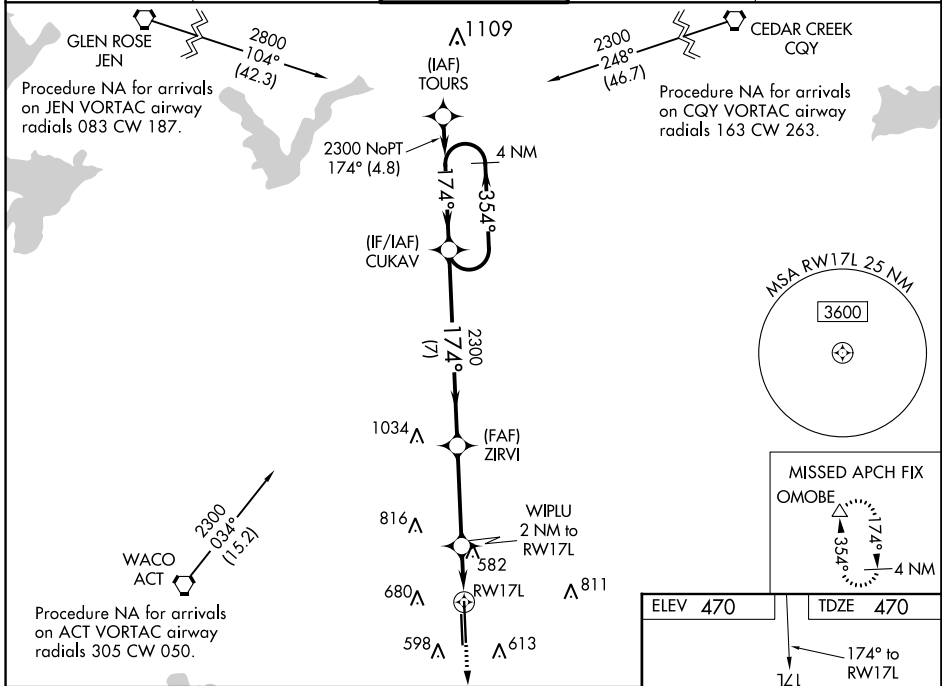 GLEN ROSE
JEN
2800
104°
(42.3)
Procedure NA for arrivals
on JEN VORTAC airway
radials 083 CW 187.
1109
(IAF)
TOURS
2300
248°
(46.7)
CEDAR CREEK
CQY
Procedure NA for arrivals
on CQY VORTAC airway
radials 163 CW 263.
2300 NoPT
174° (4.8)
4 NM
174°
354°
(IF/IAF)
CUKAV
2300
174°
(7)
MSA RW17L 25 NM
3600
1034
(FAF)
ZIRVI
816
WIPLU
2 NM to
RW17L
582
RW17L
680
811
598
613
2300
034°
(15.2)
WACO
ACT
Procedure NA for arrivals
on ACT VORTAC airway
radials 305 CW 050.
MISSED APCH FIX
OMOBE
354°
174°
4 NM
ELEV 470
TDZE 470
174° to
RW17L
17L